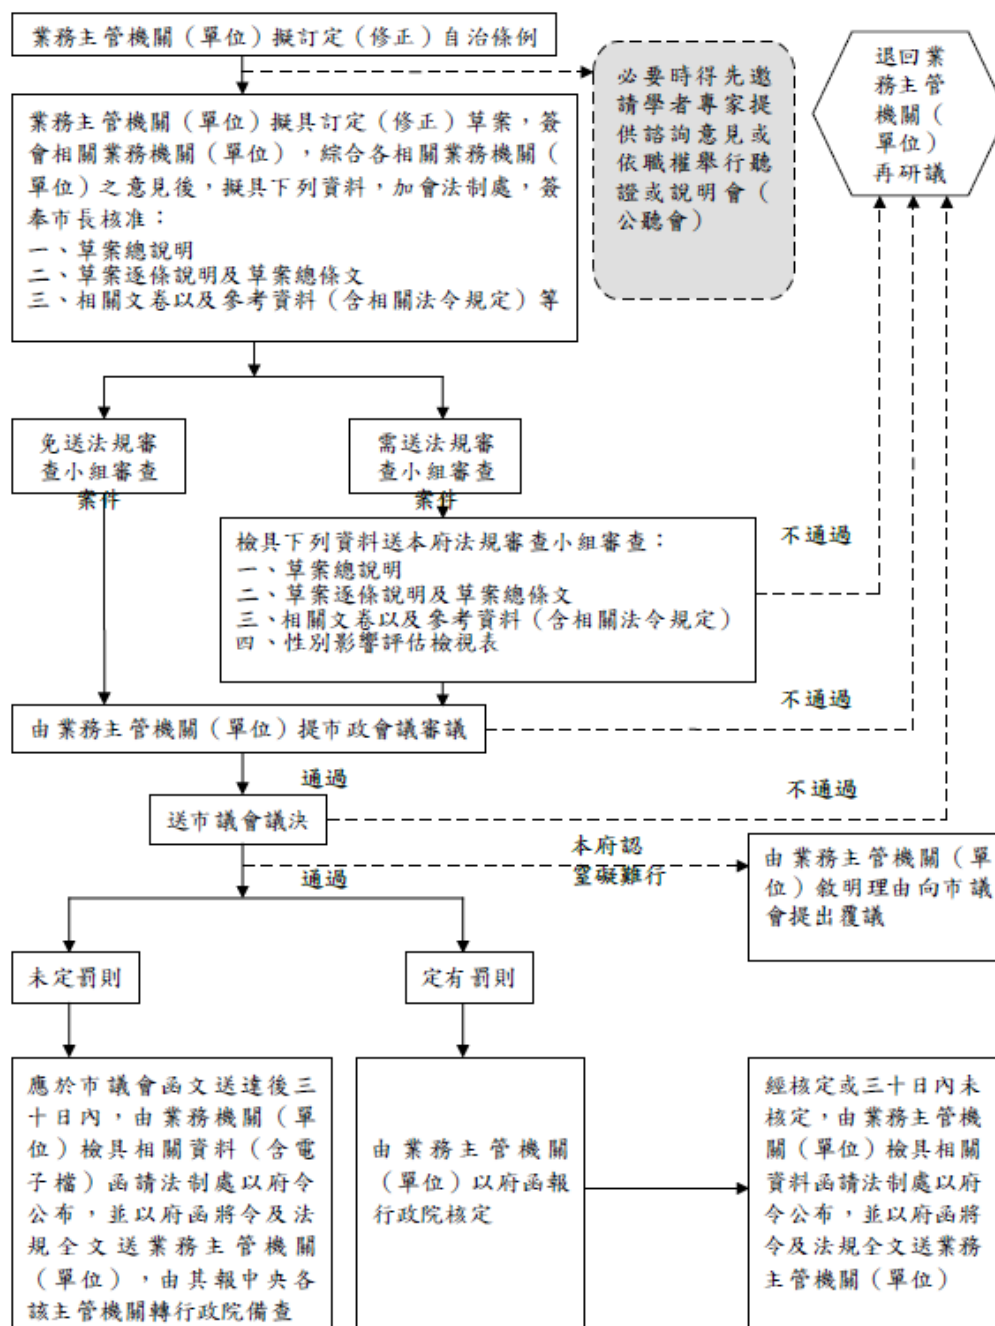 業務主管機關（單位）擬訂定（修正）自治條例
必要時得先邀
請學者專家提
供諮詢意見或
依職權舉行聽
證或說明會（
公聽會）
退回業
務主管
機關（
單位）
再研議
業務主管機關（單位）擬具訂定（修正）草案，簽
會相關業務機關（單位），綜合各相關業務機關（
單位）之意見後，擬具下列資料，加會法制處，簽
奉市長核准：
一、草案總說明
二、草案逐條說明及草案總條文
三、相關文卷以及參考資料（含相關法令規定）等
免送法規審
查小組審查
案件
需送法規審
查小組審查
案件
檢具下列資料送本府法規審查小組審查：
一、草案總說明
二、草案逐條說明及草案總條文
三、相關文卷以及參考資料（含相關法令規定）
四、性別影響評估檢視表
不通過
由業務主管機關（單位）提市政會議審議
不通過
通過
送市議會議決
不通過
通過
本府認
窒礙難行
由業務主管機關（單
位）敘明理由向市議
會提出覆議
未定罰則
定有罰則
應於市議會函文送達後三
十日內，由業務機關（單
位）檢具相關資料（含電
子檔）函請法制處以府令
公布，並以府函將令及法
規全文送業務主管機關
（單位），由其報中央各
該主管機關轉行政院備查
由業務主管機關
（單位）以府函報
行政院核定
經核定或三十日內未
核定，由業務主管機
關（單位）檢具相關
資料函請法制處以府
令公布，並以府函將
令及法規全文送業務
主管機關（單位）